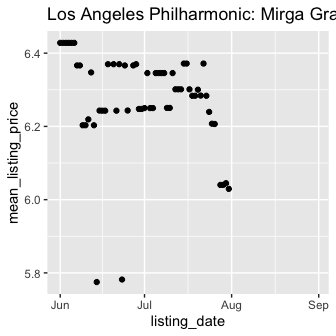 Los Angeles Philharmonic: Mirga Gra
mean_listing_price
6.4
6.2
6.0
5.8
Jun
Jul
Aug
Sep
listing_date